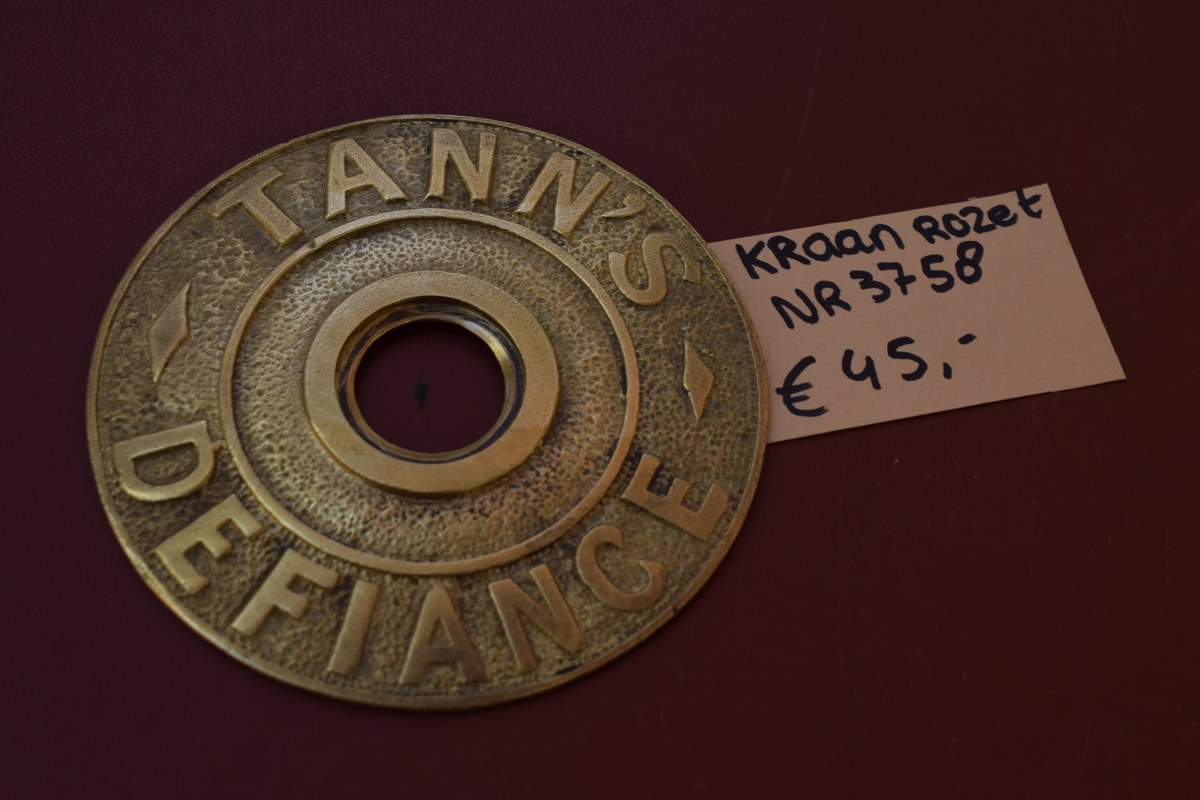 TANN'S
DEFIANCE
KRaan Rozet
NR 3758
€ 45,-